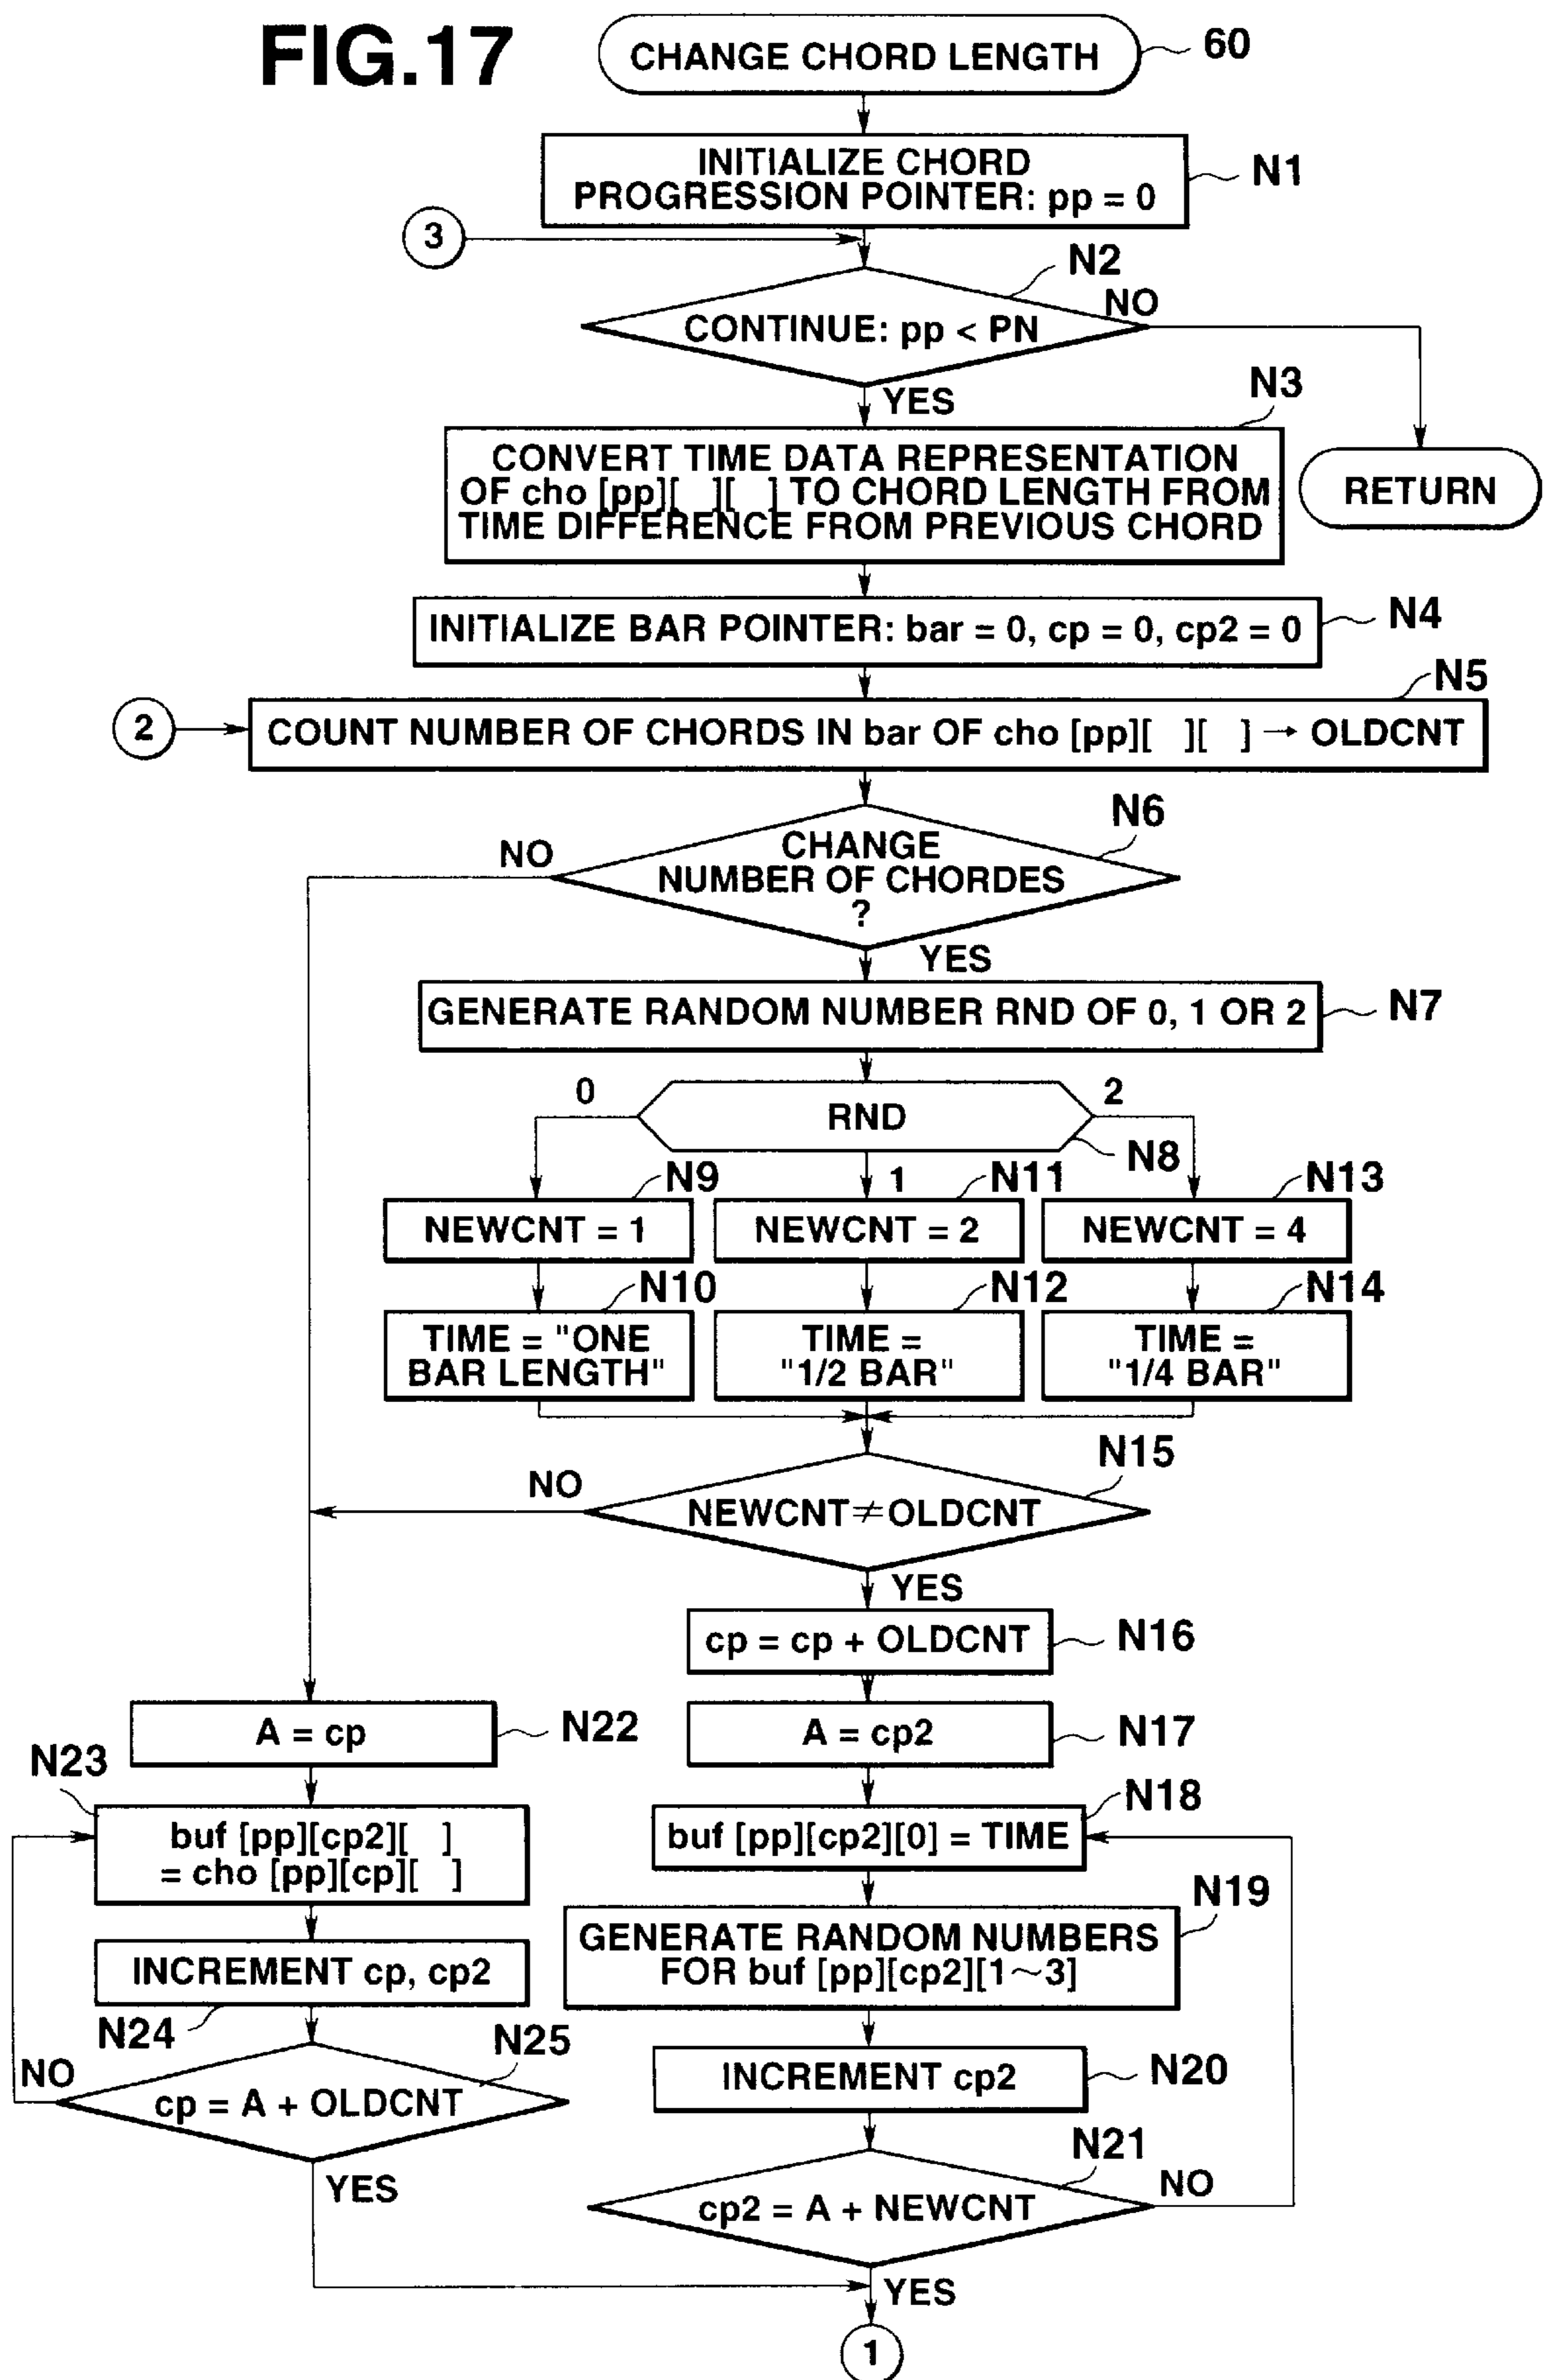 FIG.17
CHANGE CHORD LENGTH
60
INITIALIZE CHORD
PROGRESSION POINTER: pp = 0
N1
3
N2
CONTINUE: pp < PN
NO
YES
N3
CONVERT TIME DATA REPRESENTATION
OF cho [pp][ ][ ] TO CHORD LENGTH FROM
TIME DIFFERENCE FROM PREVIOUS CHORD
RETURN
INITIALIZE BAR POINTER: bar = 0, cp = 0, cp2 = 0
N4
N5
2
COUNT NUMBER OF CHORDS IN bar OF cho [pp][ ][ ] → OLDCNT
N6
NO
CHANGE
NUMBER OF CHORDES
?
YES
GENERATE RANDOM NUMBER RND OF 0, 1 OR 2
N7
0
RND
2
N8
1
N9
N11
N13
NEWCNT = 1
NEWCNT = 2
NEWCNT = 4
N10
N12
N14
TIME = "ONE
BAR LENGTH"
TIME =
"1/2 BAR"
TIME =
"1/4 BAR"
N15
NO
NEWCNT≠OLDCNT
YES
cp = cp + OLDCNT
N16
A = cp
N22
A = cp2
N17
N23
buf [pp][cp2][ ]
= cho [pp][cp][ ]
N18
buf [pp][cp2][0] = TIME
N19
GENERATE RANDOM NUMBERS
FOR buf [pp][cp2][1~3]
INCREMENT cp, cp2
N24
N25
NO
cp = A + OLDCNT
YES
INCREMENT cp2
N20
N21
cp2 = A + NEWCNT
NO
YES
1